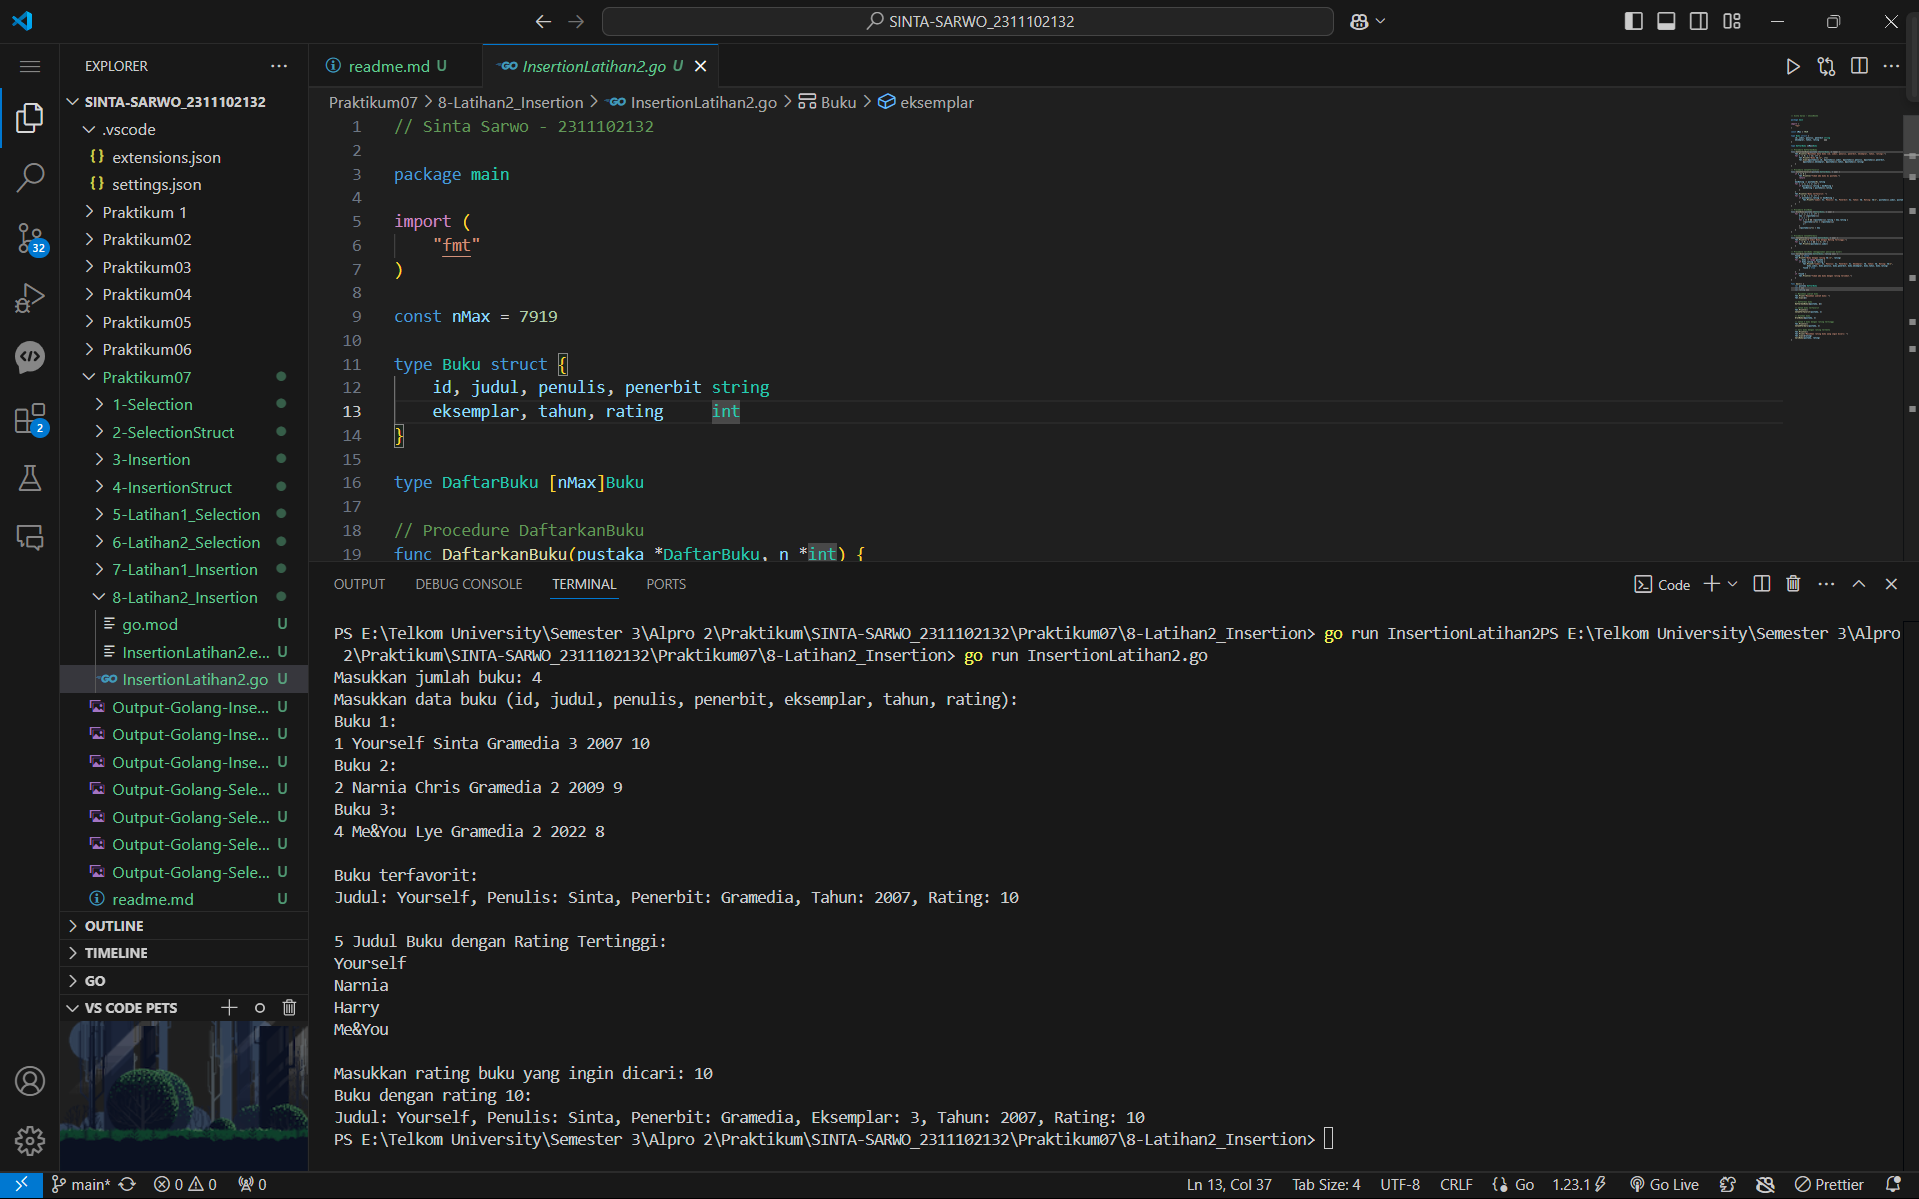 SINTA-SARWO_2311102132
EXPLORER
SINTA-SARWO_2311102132
.vscode
{} extensions.json
{} settings.json
Praktikum 1
Praktikum02
Praktikum03
Praktikum04
Praktikum05
Praktikum06
Praktikum07
1-Selection
2-SelectionStruct
3-Insertion
4-InsertionStruct
5-Latihan1_Selection
6-Latihan2_Selection
7-Latihan1_Insertion
8-Latihan2_Insertion
go.mod U
InsertionLatihan2.e... U
GO InsertionLatihan2.go U
Output-Golang-Inse... U
Output-Golang-Inse... U
Output-Golang-Inse... U
Output-Golang-Sele... U
Output-Golang-Sele... U
Output-Golang-Sele... U
Output-Golang-Sele... U
readme.md U
OUTLINE
TIMELINE
GO
VS CODE PETS
32
2
readme.md U
GO InsertionLatihan2.go U
Praktikum07 > 8-Latihan2_Insertion > GO InsertionLatihan2.go > Buku > eksemplar
1 // Sinta Sarwo - 2311102132
2
3 package main
4
5 import (
6 "fmt"
7 )
8
9 const nMax = 7919
10
11 type Buku struct {
12 id, judul, penulis, penerbit string
13 eksemplar, tahun, rating int
14 }
15
16 type DaftarBuku [nMax]Buku
17
18 // Procedure DaftarkanBuku
19 func DaftarkanBuku(pustaka *DaftarBuku, n *int) {
OUTPUT DEBUG CONSOLE TERMINAL PORTS
Code
PS E:\Telkom University\Semester 3\Alpro 2\Praktikum\SINTA-SARWO_2311102132\Praktikum07\8-Latihan2_Insertion> go run InsertionLatihan2PS E:\Telkom University\Semester 3\Alpro
2\Praktikum\SINTA-SARWO_2311102132\Praktikum07\8-Latihan2_Insertion> go run InsertionLatihan2.go
Masukkan jumlah buku: 4
Masukkan data buku (id, judul, penulis, penerbit, eksemplar, tahun, rating):
Buku 1:
1 Yourself Sinta Gramedia 3 2007 10
Buku 2:
2 Narnia Chris Gramedia 2 2009 9
Buku 3:
4 Me&You Lye Gramedia 2 2022 8
Buku terfavorit:
Judul: Yourself, Penulis: Sinta, Penerbit: Gramedia, Tahun: 2007, Rating: 10
5 Judul Buku dengan Rating Tertinggi:
Yourself
Narnia
Harry
Me&You
Masukkan rating buku yang ingin dicari: 10
Buku dengan rating 10:
Judul: Yourself, Penulis: Sinta, Penerbit: Gramedia, Eksemplar: 3, Tahun: 2007, Rating: 10
PS E:\Telkom University\Semester 3\Alpro 2\Praktikum\SINTA-SARWO_2311102132\Praktikum07\8-Latihan2_Insertion>
main* 0 0 0
Ln 13, Col 37 Tab Size: 4 UTF-8 CRLF Go 1.23.1 Go Live Prettier